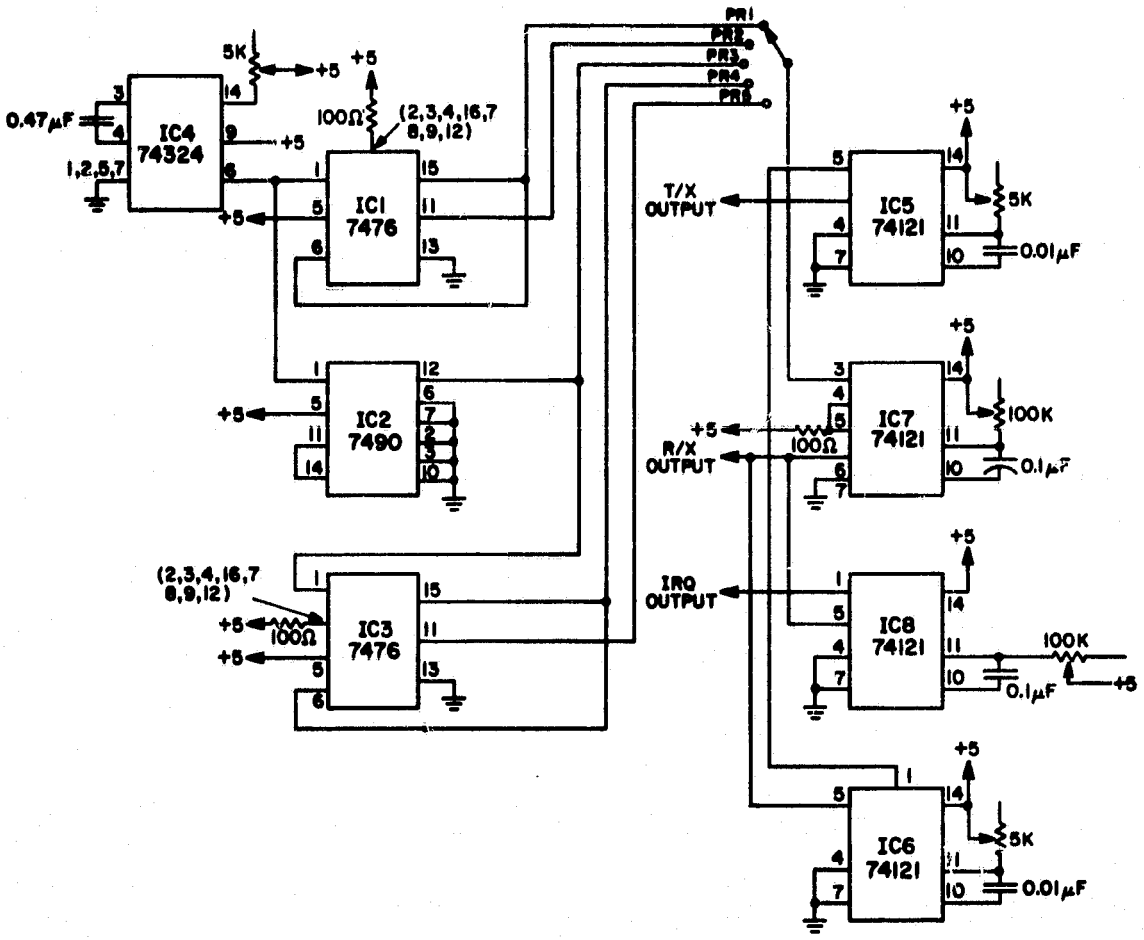 PR1
PR2
PR3
PR4
PR5
5K
+5
3
14
0.47µF
4
IC4
74324
9
+5
1,2,5,7
6
+5
100Ω
(2,3,4,16,7
8,9,12)
1
15
+5
5
IC1
7476
11
6
13
1
12
+5
5
IC2
7490
6
7
11
2
3
14
10
(2,3,4,16,7
8,9,12)
1
15
+5
100Ω
IC3
7476
11
+5
5
13
6
+5
5
14
T/X
OUTPUT
IC5
74121
5K
4
11
7
10
0.01µF
+5
3
14
4
IC7
74121
100K
+5
100Ω
5
11
R/X
OUTPUT
6
7
10
0.1µF
+5
IRQ
OUTPUT
1
14
5
IC8
74121
4
11
100K
7
10
0.1µF
+5
1
+5
5
14
IC6
74121
5K
4
11
7
10
0.01µF